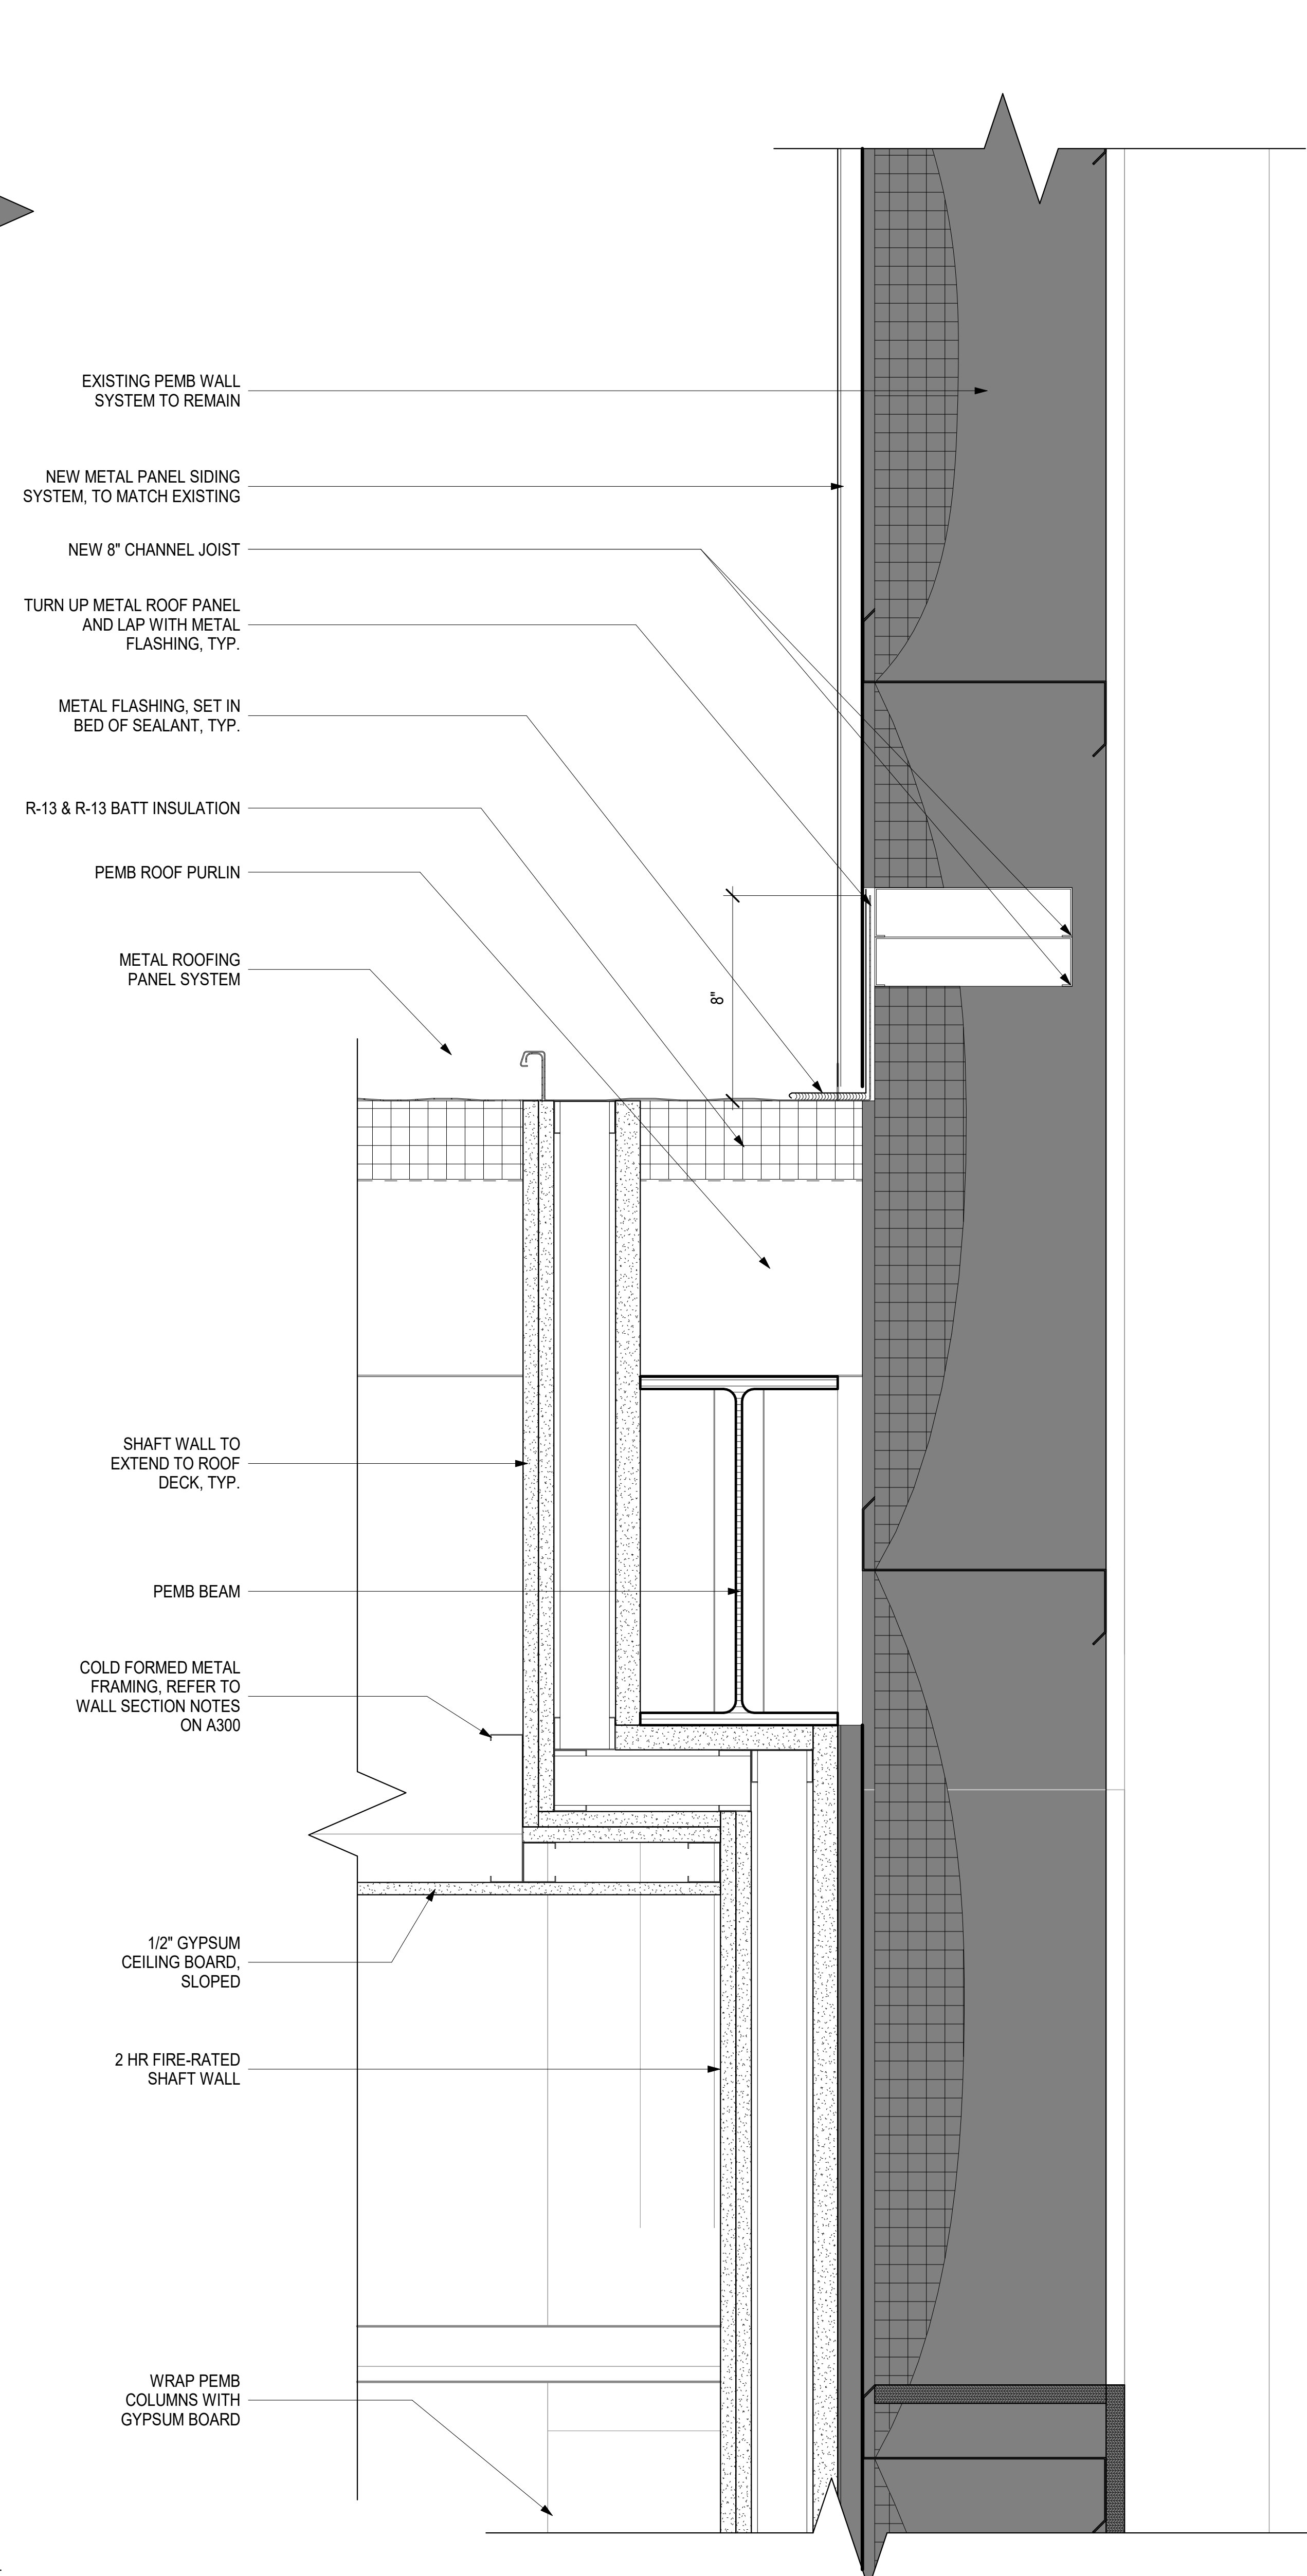 EXISTING PEMB WALL
SYSTEM TO REMAIN
NEW METAL PANEL SIDING
SYSTEM, TO MATCH EXISTING
NEW 8" CHANNEL JOIST
TURN UP METAL ROOF PANEL
AND LAP WITH METAL
FLASHING, TYP.
METAL FLASHING, SET IN
BED OF SEALANT, TYP.
R-13 & R-13 BATT INSULATION
PEMB ROOF PURLIN
METAL ROOFING
PANEL SYSTEM
8"
SHAFT WALL TO
EXTEND TO ROOF
DECK, TYP.
PEMB BEAM
COLD FORMED METAL
FRAMING, REFER TO
WALL SECTION NOTES
ON A300
1/2" GYPSUM
CEILING BOARD,
SLOPED
2 HR FIRE-RATED
SHAFT WALL
WRAP PEMB
COLUMNS WITH
GYPSUM BOARD